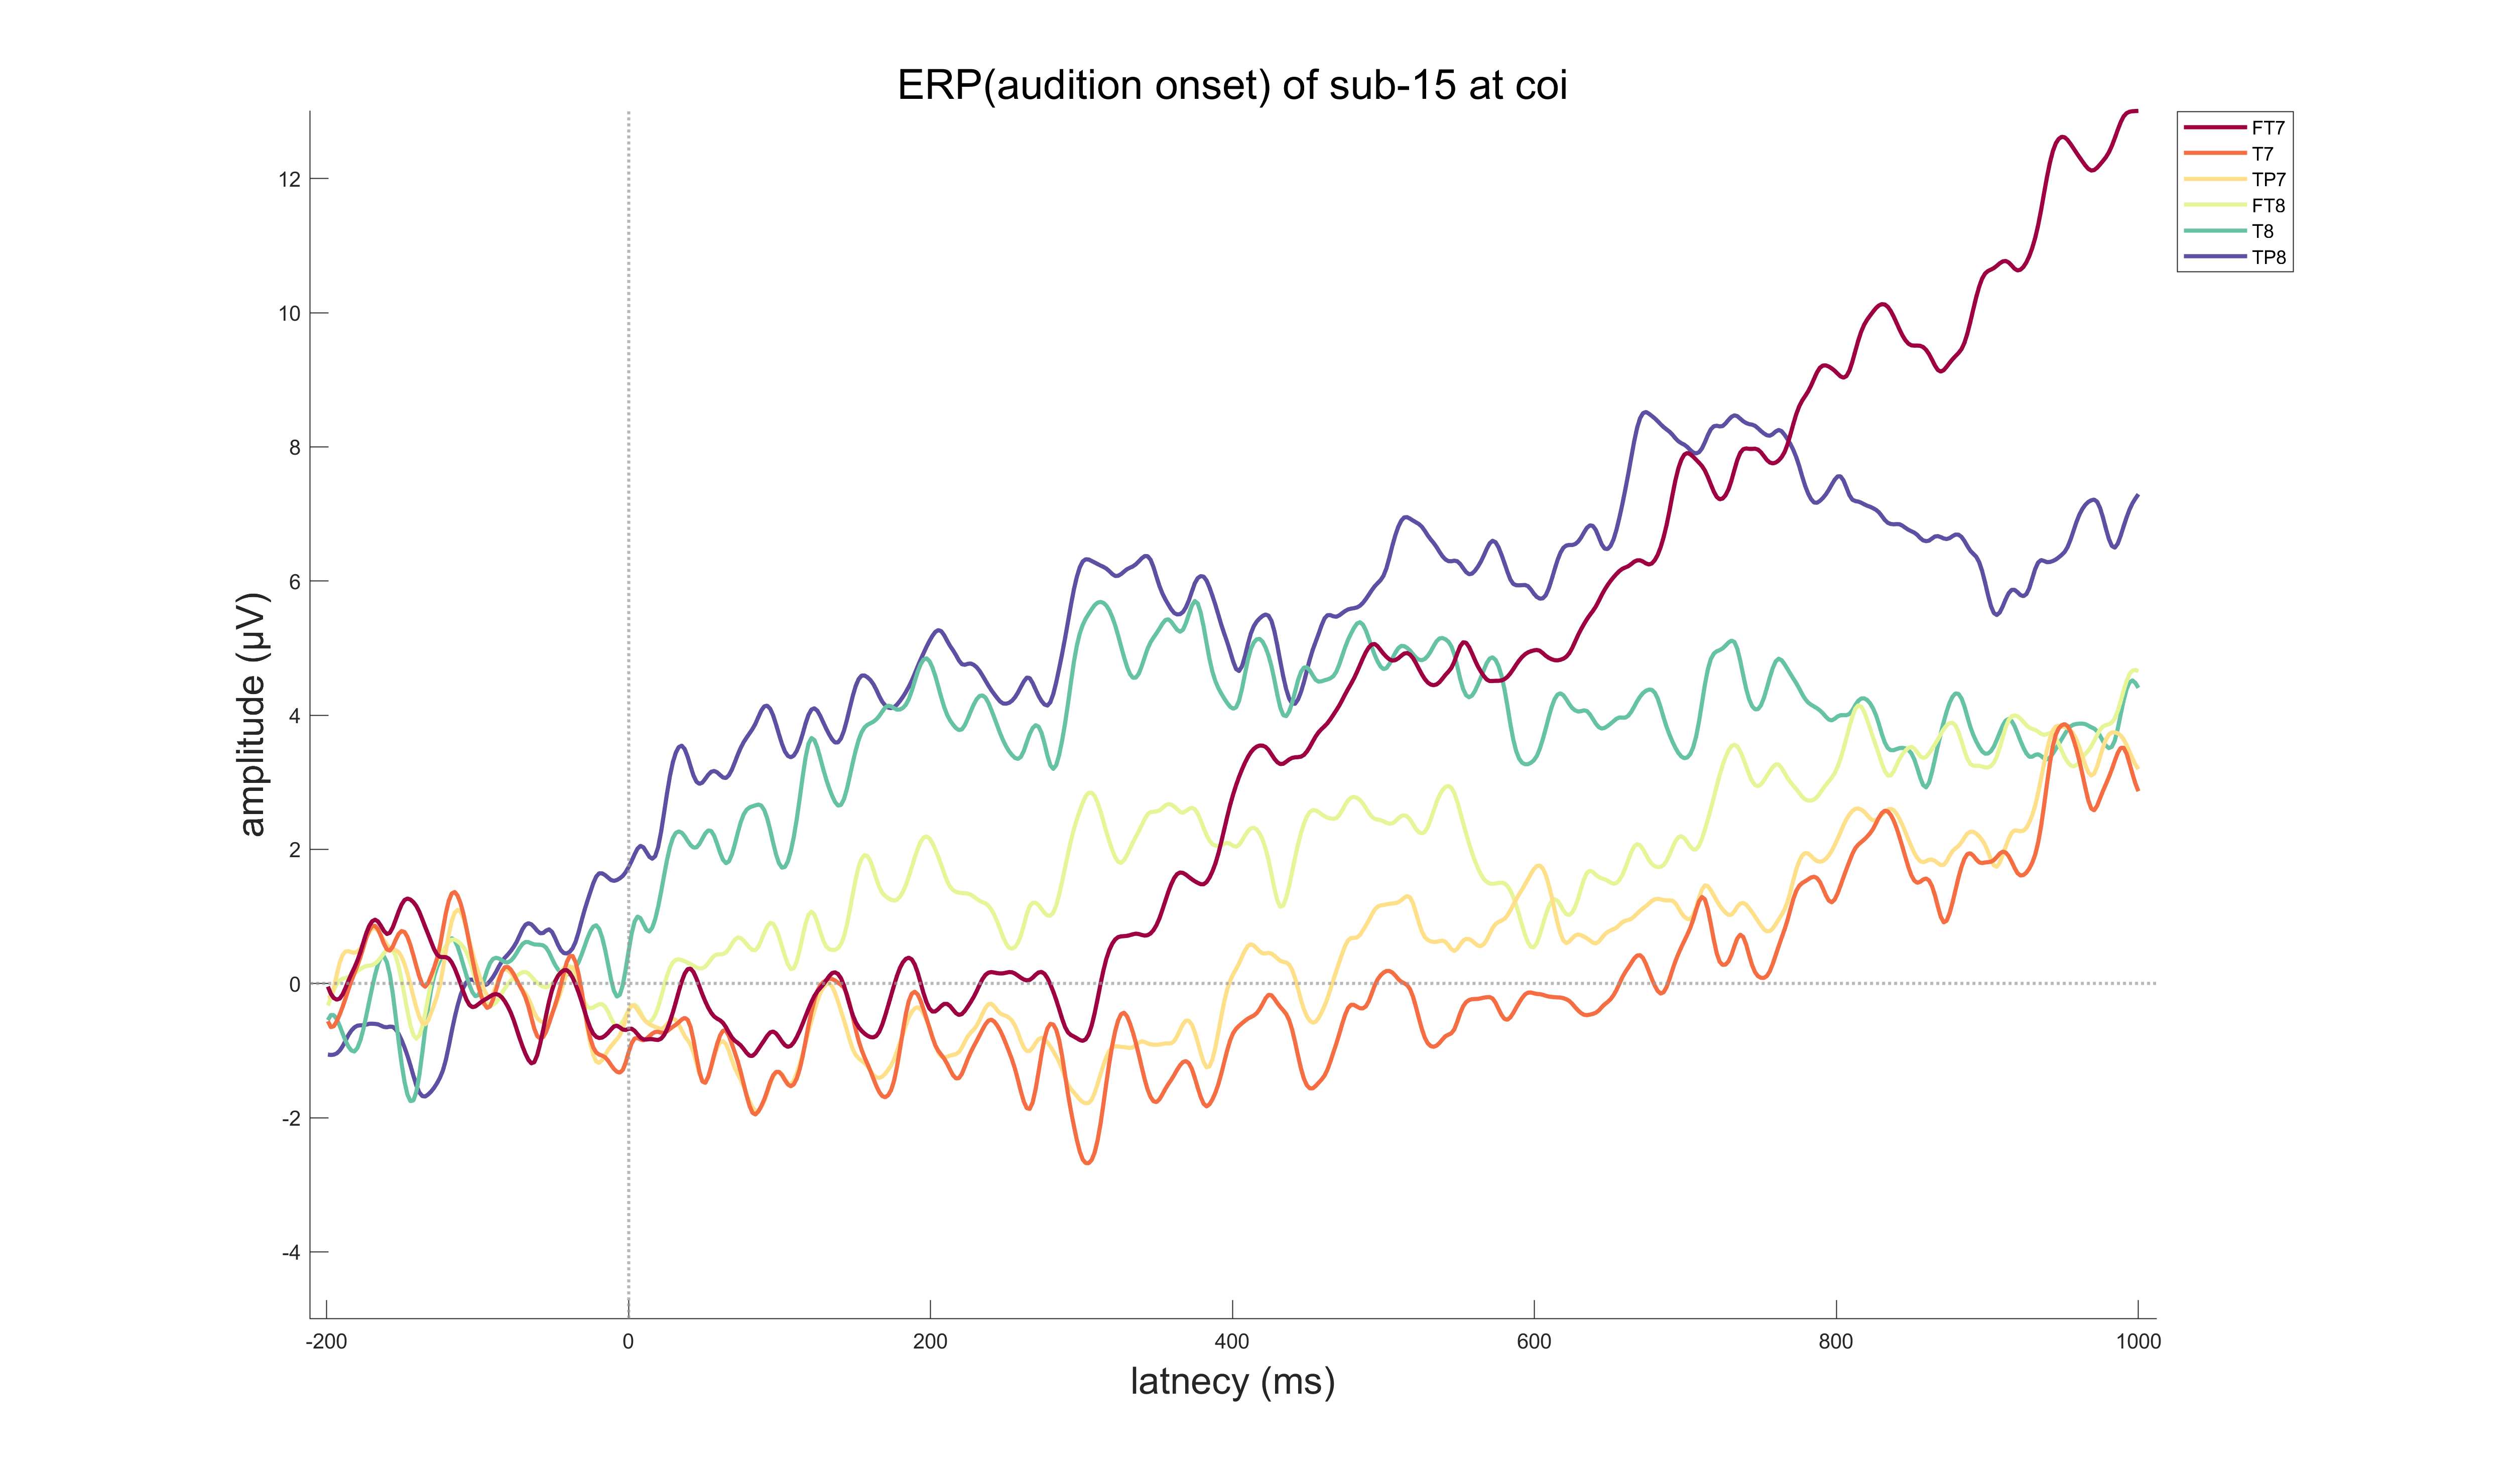 ERP(audition onset) of sub-15 at coi
FT7
T7
TP7
FT8
T8
TP8
12
10
8
6
4
2
0
-2
-4
amplitude (µV)
-200
0
200
400
600
800
1000
latnecy (ms)